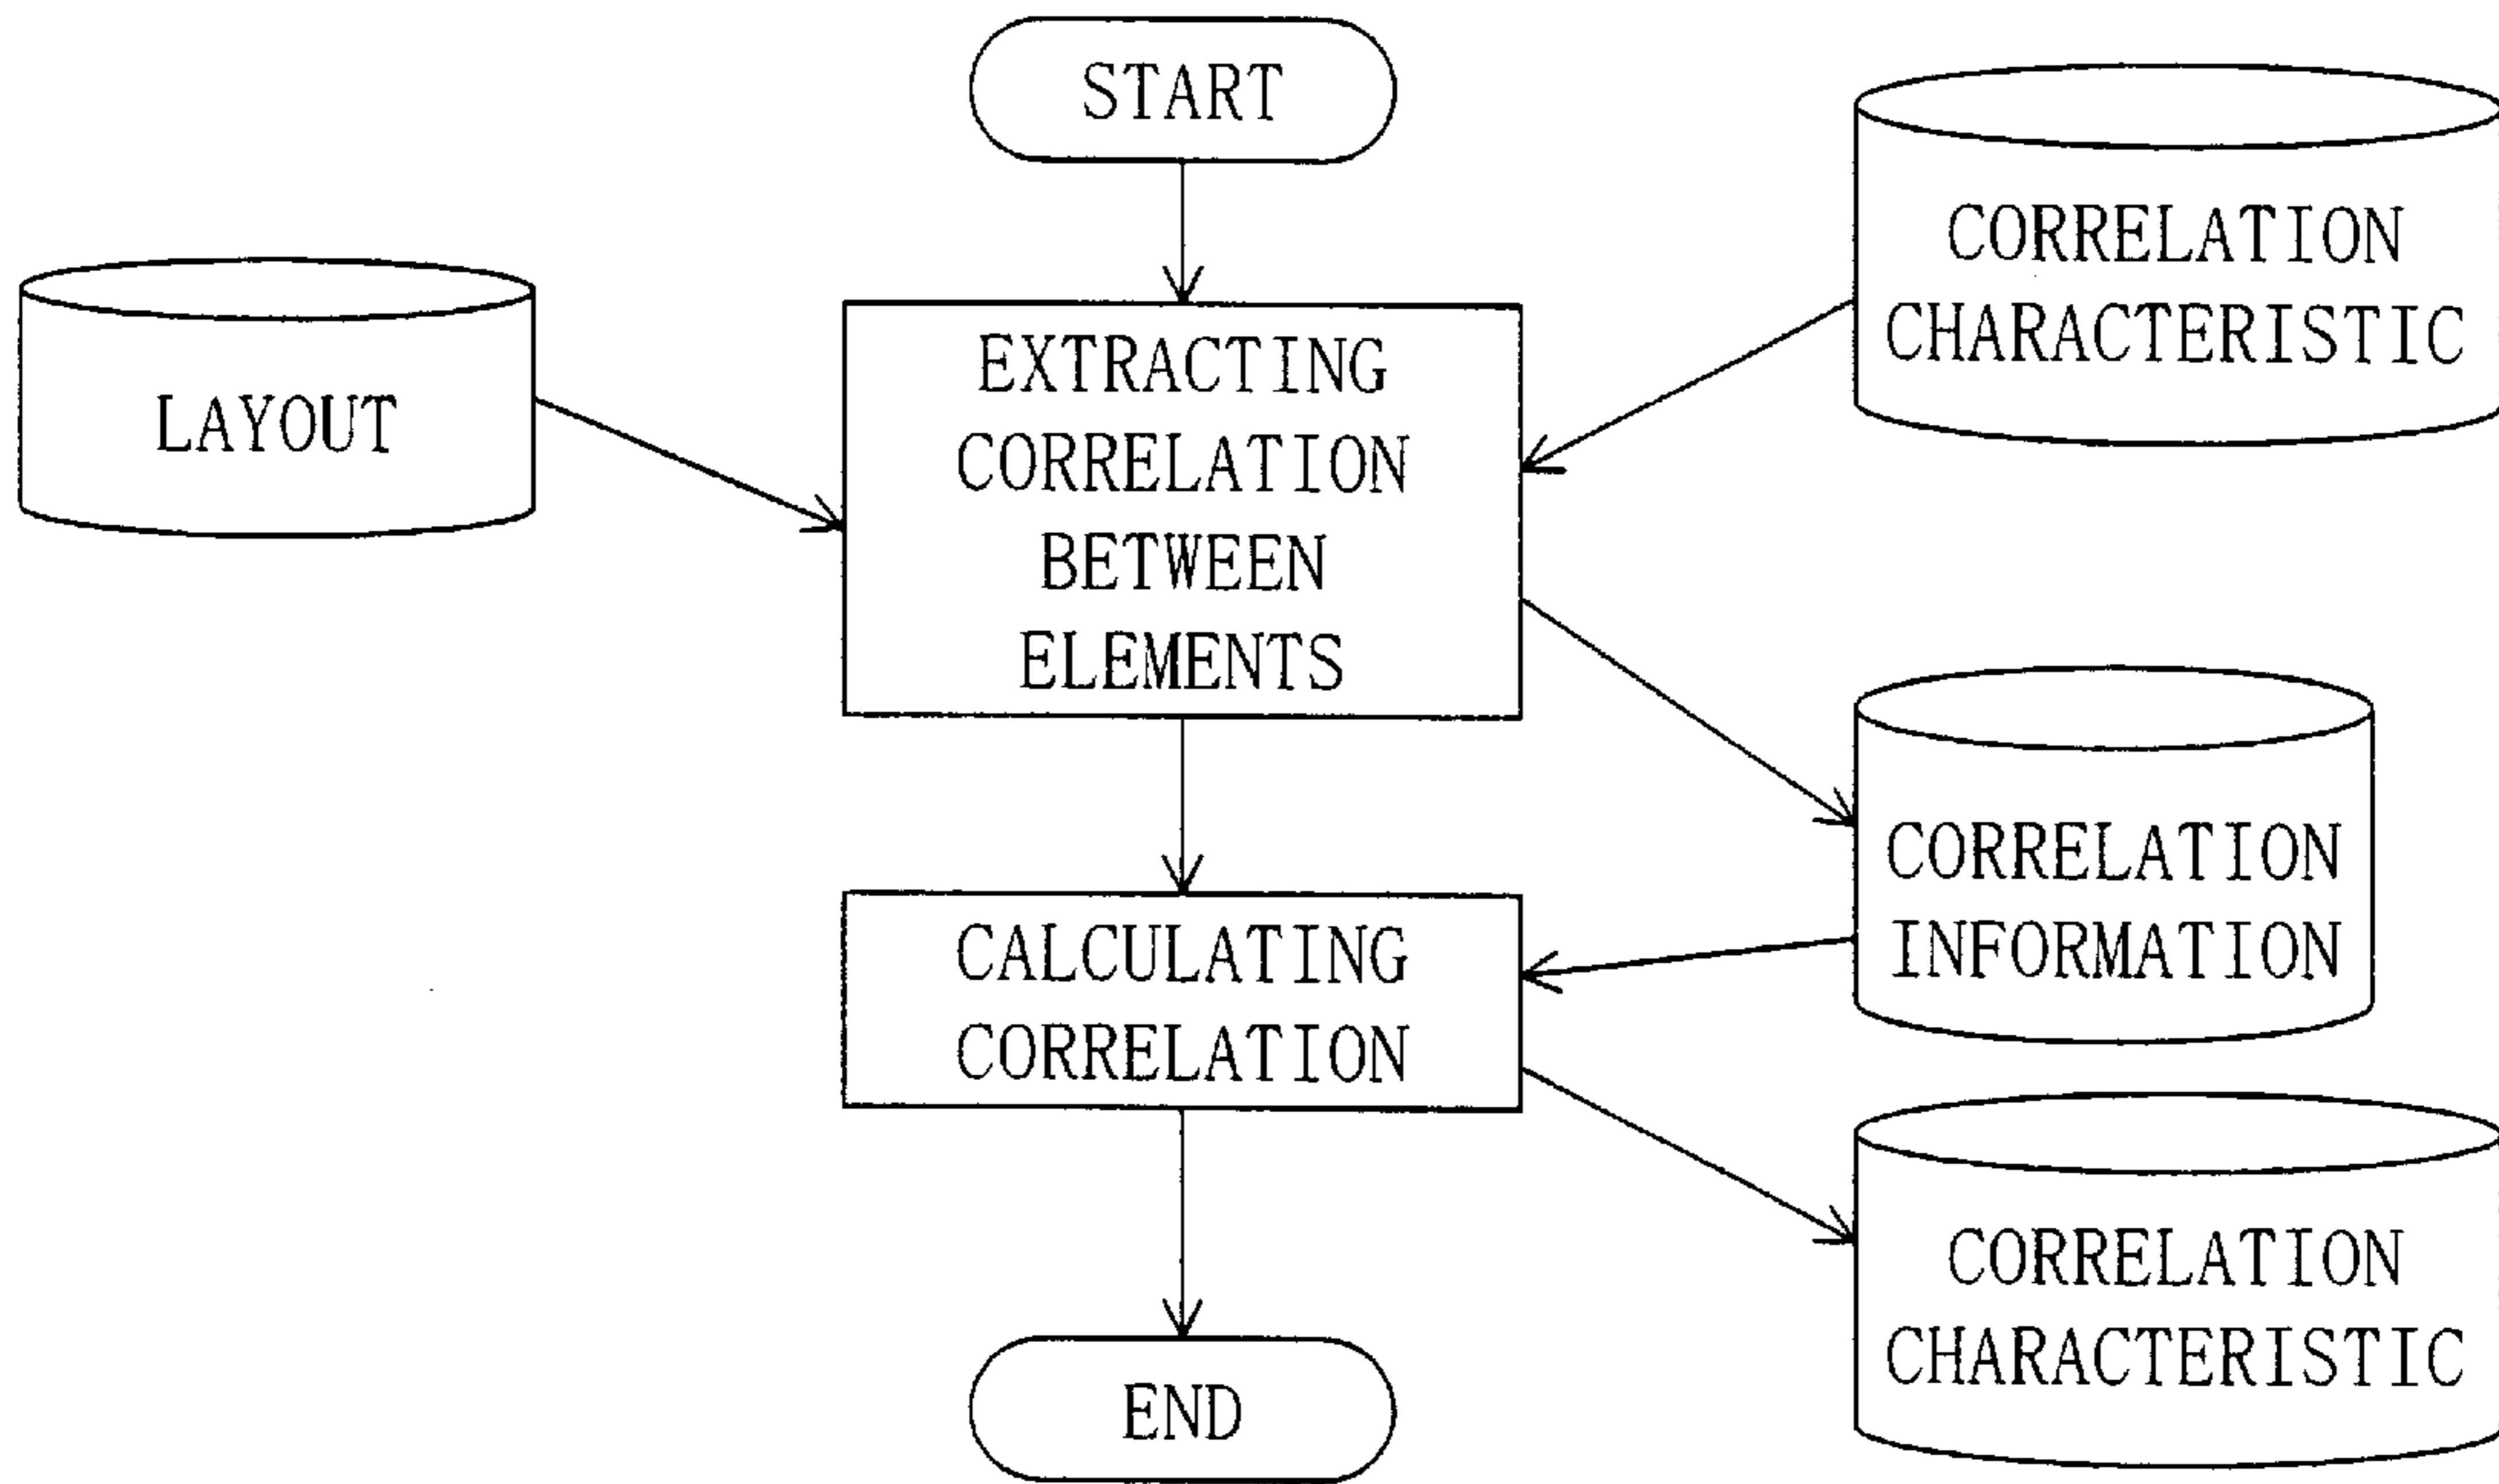 START
CORRELATION
CHARACTERISTIC
LAYOUT
EXTRACTING
CORRELATION
BETWEEN
ELEMENTS
CORRELATION
INFORMATION
CALCULATING
CORRELATION
CORRELATION
CHARACTERISTIC
END